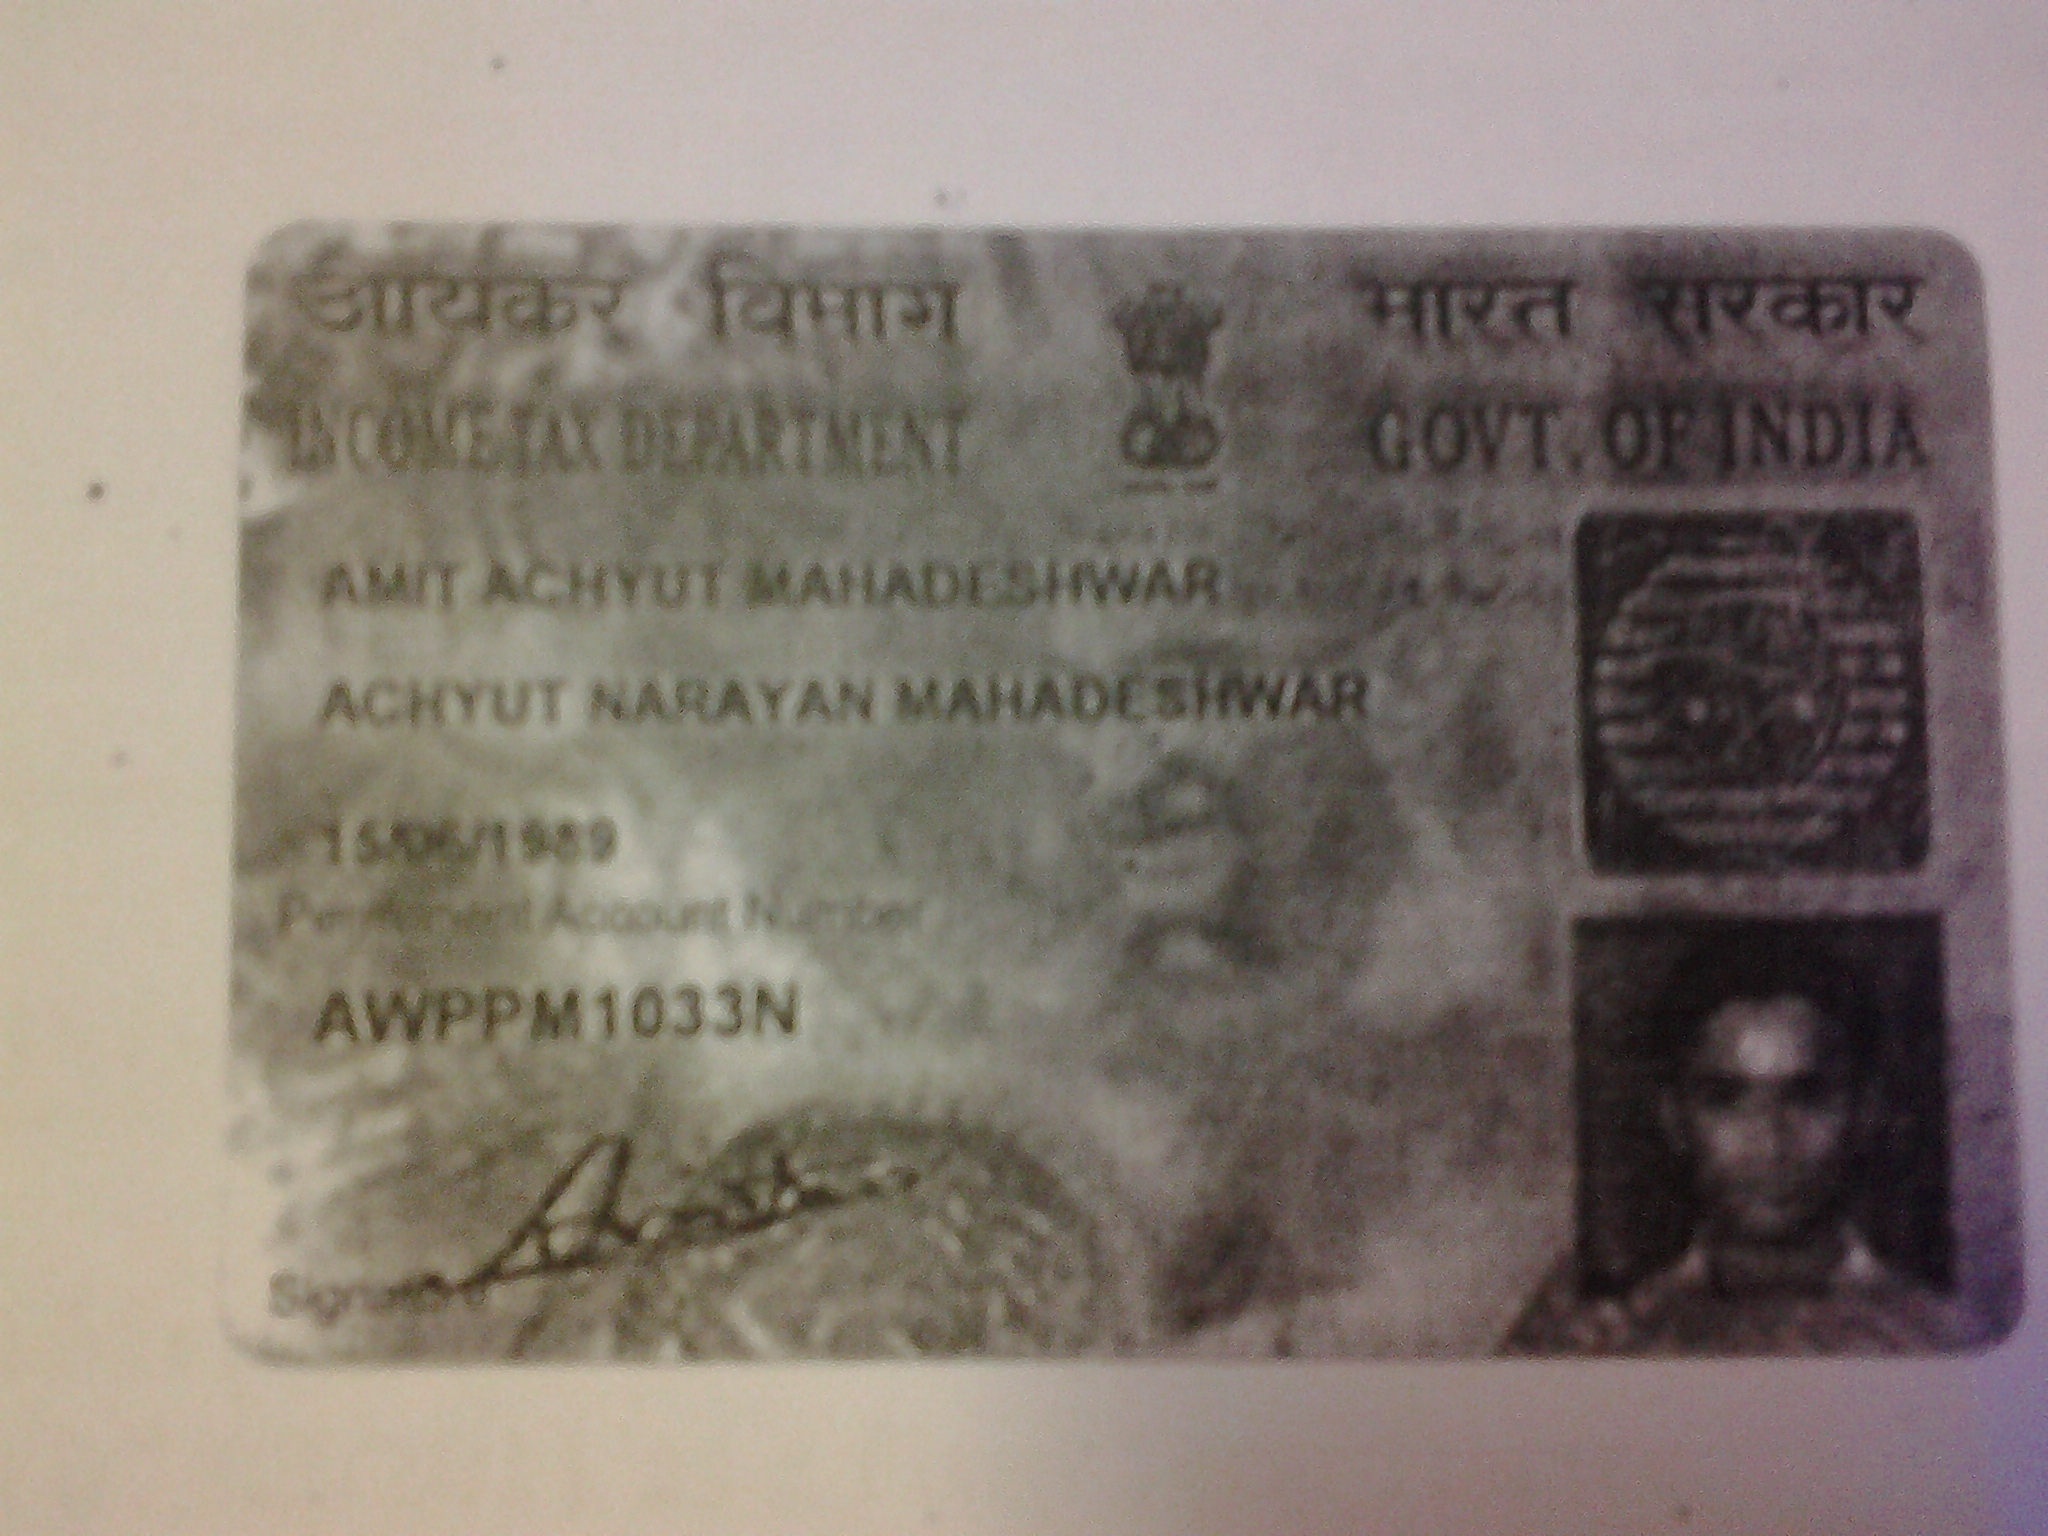 आयकर विभाग
भारत सरकार
INCOME TAX DEPARTMENT
GOVT. OF INDIA
AMIT ACHYUT MAHADESHWAR
ACHYUT NARAYAN MAHADESHWAR
15/06/1989
Permanent Account Number
AWPPM1033N
Signature